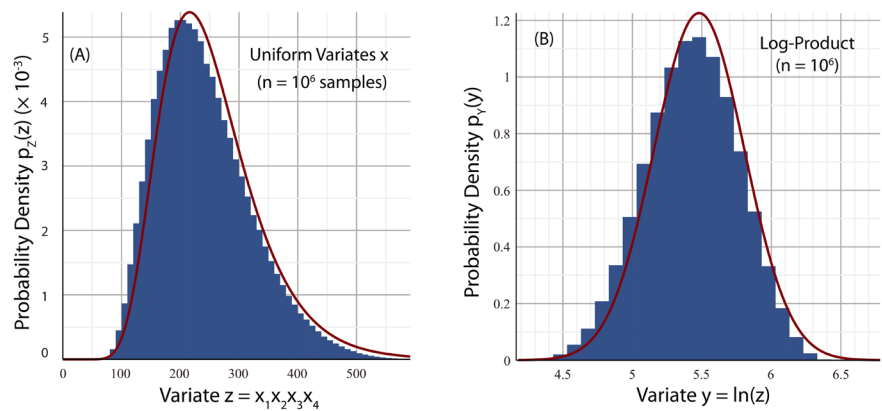 (A)
Uniform Variates x
(n = 10⁶ samples)
Probability Density p_Z(z) (× 10⁻³)
5
4
3
2
1
0
0 100 200 300 400 500
Variate z = x₁x₂x₃x₄
(B)
Log-Product
(n = 10⁶)
Probability Density p_Y(y)
1.2
1
0.8
0.6
0.4
0.2
0
4.5 5 5.5 6 6.5
Variate y = ln(z)